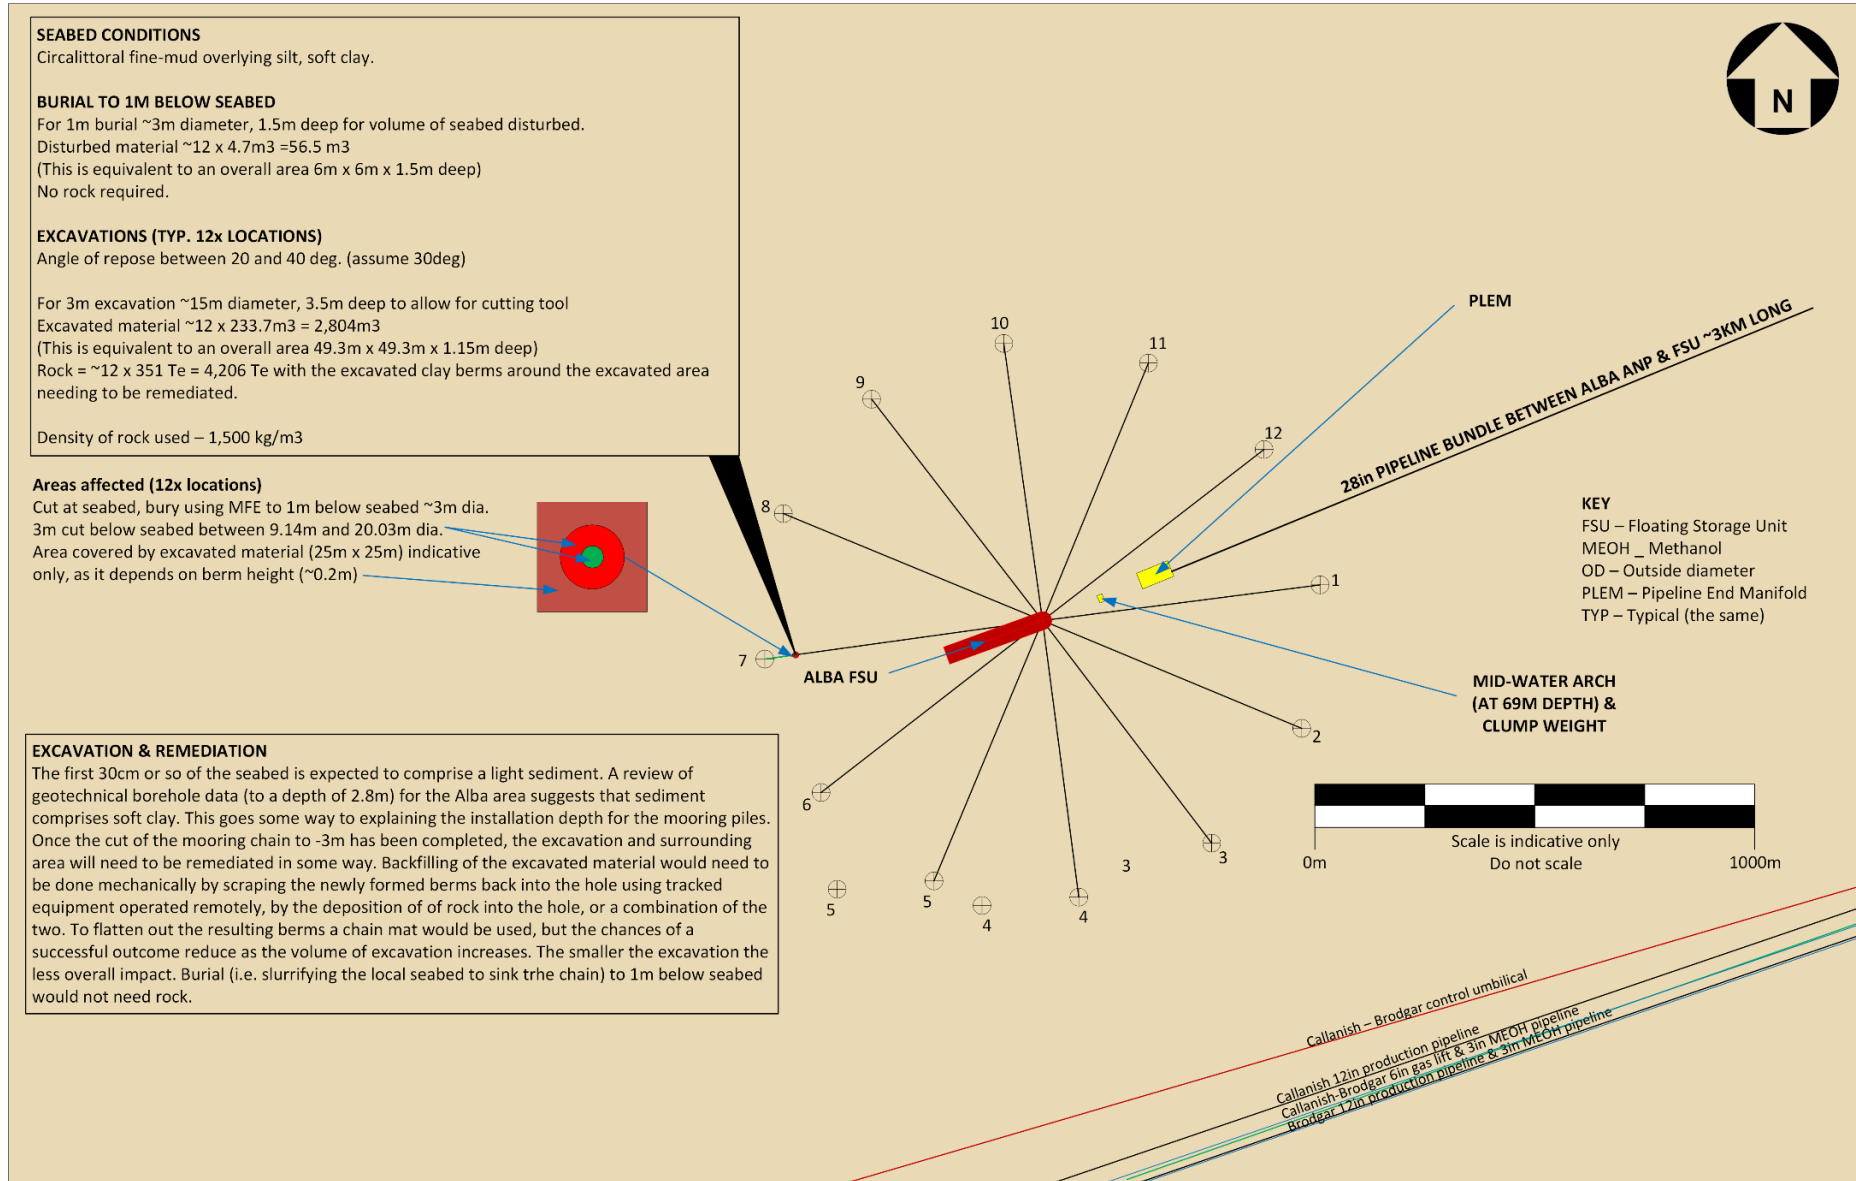 SEABED CONDITIONS
Circalittoral fine-mud overlying silt, soft clay.
BURIAL TO 1M BELOW SEABED
For 1m burial ~3m diameter, 1.5m deep for volume of seabed disturbed.
Disturbed material ~12 x 4.7m3 =56.5 m3
(This is equivalent to an overall area 6m x 6m x 1.5m deep)
No rock required.
EXCAVATIONS (TYP. 12x LOCATIONS)
Angle of repose between 20 and 40 deg. (assume 30deg)
For 3m excavation ~15m diameter, 3.5m deep to allow for cutting tool
Excavated material ~12 x 233.7m3 = 2,804m3
(This is equivalent to an overall area 49.3m x 49.3m x 1.15m deep)
Rock = ~12 x 351 Te = 4,206 Te with the excavated clay berms around the excavated area
needing to be remediated.
Density of rock used – 1,500 kg/m3
Areas affected (12x locations)
Cut at seabed, bury using MFE to 1m below seabed ~3m dia.
3m cut below seabed between 9.14m and 20.03m dia.
Area covered by excavated material (25m x 25m) indicative
only, as it depends on berm height (~0.2m)
N
PLEM
28in PIPELINE BUNDLE BETWEEN ALBA ANP & FSU ~3KM LONG
10
11
9
12
8
1
7
ALBA FSU
2
6
3
3
5
5
4
4
KEY
FSU – Floating Storage Unit
MEOH _ Methanol
OD – Outside diameter
PLEM – Pipeline End Manifold
TYP – Typical (the same)
MID-WATER ARCH
(AT 69M DEPTH) &
CLUMP WEIGHT
Scale is indicative only
0m
Do not scale
1000m
EXCAVATION & REMEDIATION
The first 30cm or so of the seabed is expected to comprise a light sediment. A review of
geotechnical borehole data (to a depth of 2.8m) for the Alba area suggests that sediment
comprises soft clay. This goes some way to explaining the installation depth for the mooring piles.
Once the cut of the mooring chain to -3m has been completed, the excavation and surrounding
area will need to be remediated in some way. Backfilling of the excavated material would need to
be done mechanically by scraping the newly formed berms back into the hole using tracked
equipment operated remotely, by the deposition of of rock into the hole, or a combination of the
two. To flatten out the resulting berms a chain mat would be used, but the chances of a
successful outcome reduce as the volume of excavation increases. The smaller the excavation the
less overall impact. Burial (i.e. slurrifying the local seabed to sink trhe chain) to 1m below seabed
would not need rock.
Callanish – Brodgar control umbilical
Callanish 12in production pipeline
Callanish-Brodgar 6in gas lift & 3in MEOH pipeline
Brodgar 12in production pipeline & 3in MEOH pipeline